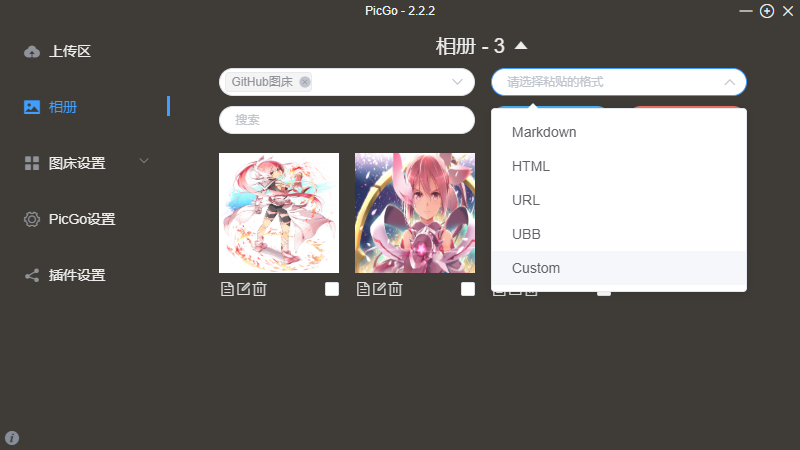 PicGo - 2.2.2
上传区
相册
图床设置
PicGo设置
插件设置
相册 - 3
GitHub图床
请选择粘贴的格式
搜索
Markdown
HTML
URL
UBB
Custom